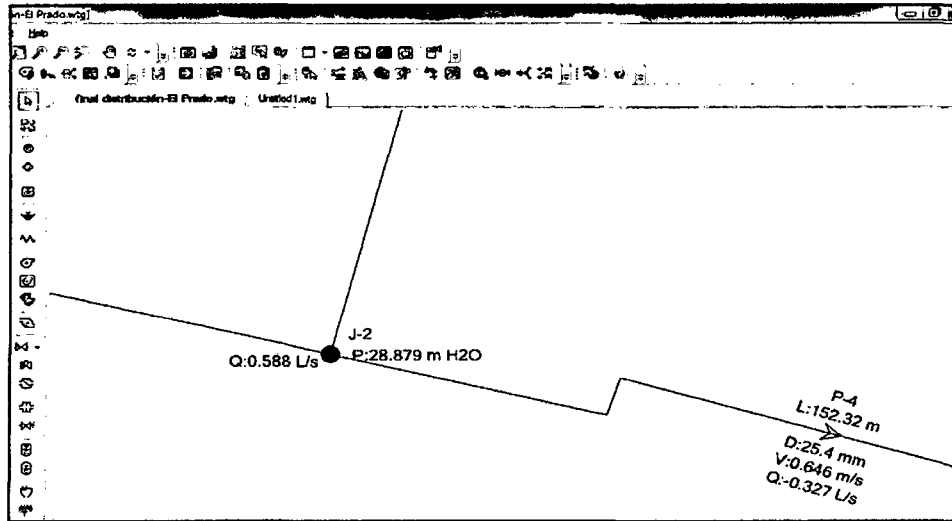 n-El Prado.wtg]
Help
final distribución-El Prado.wtg Untitled1.wtg
J-2
Q:0.588 L/s P:28.879 m H2O
P-4
L:152.32 m
D:25.4 mm
V:0.646 m/s
Q:-0.327 L/s